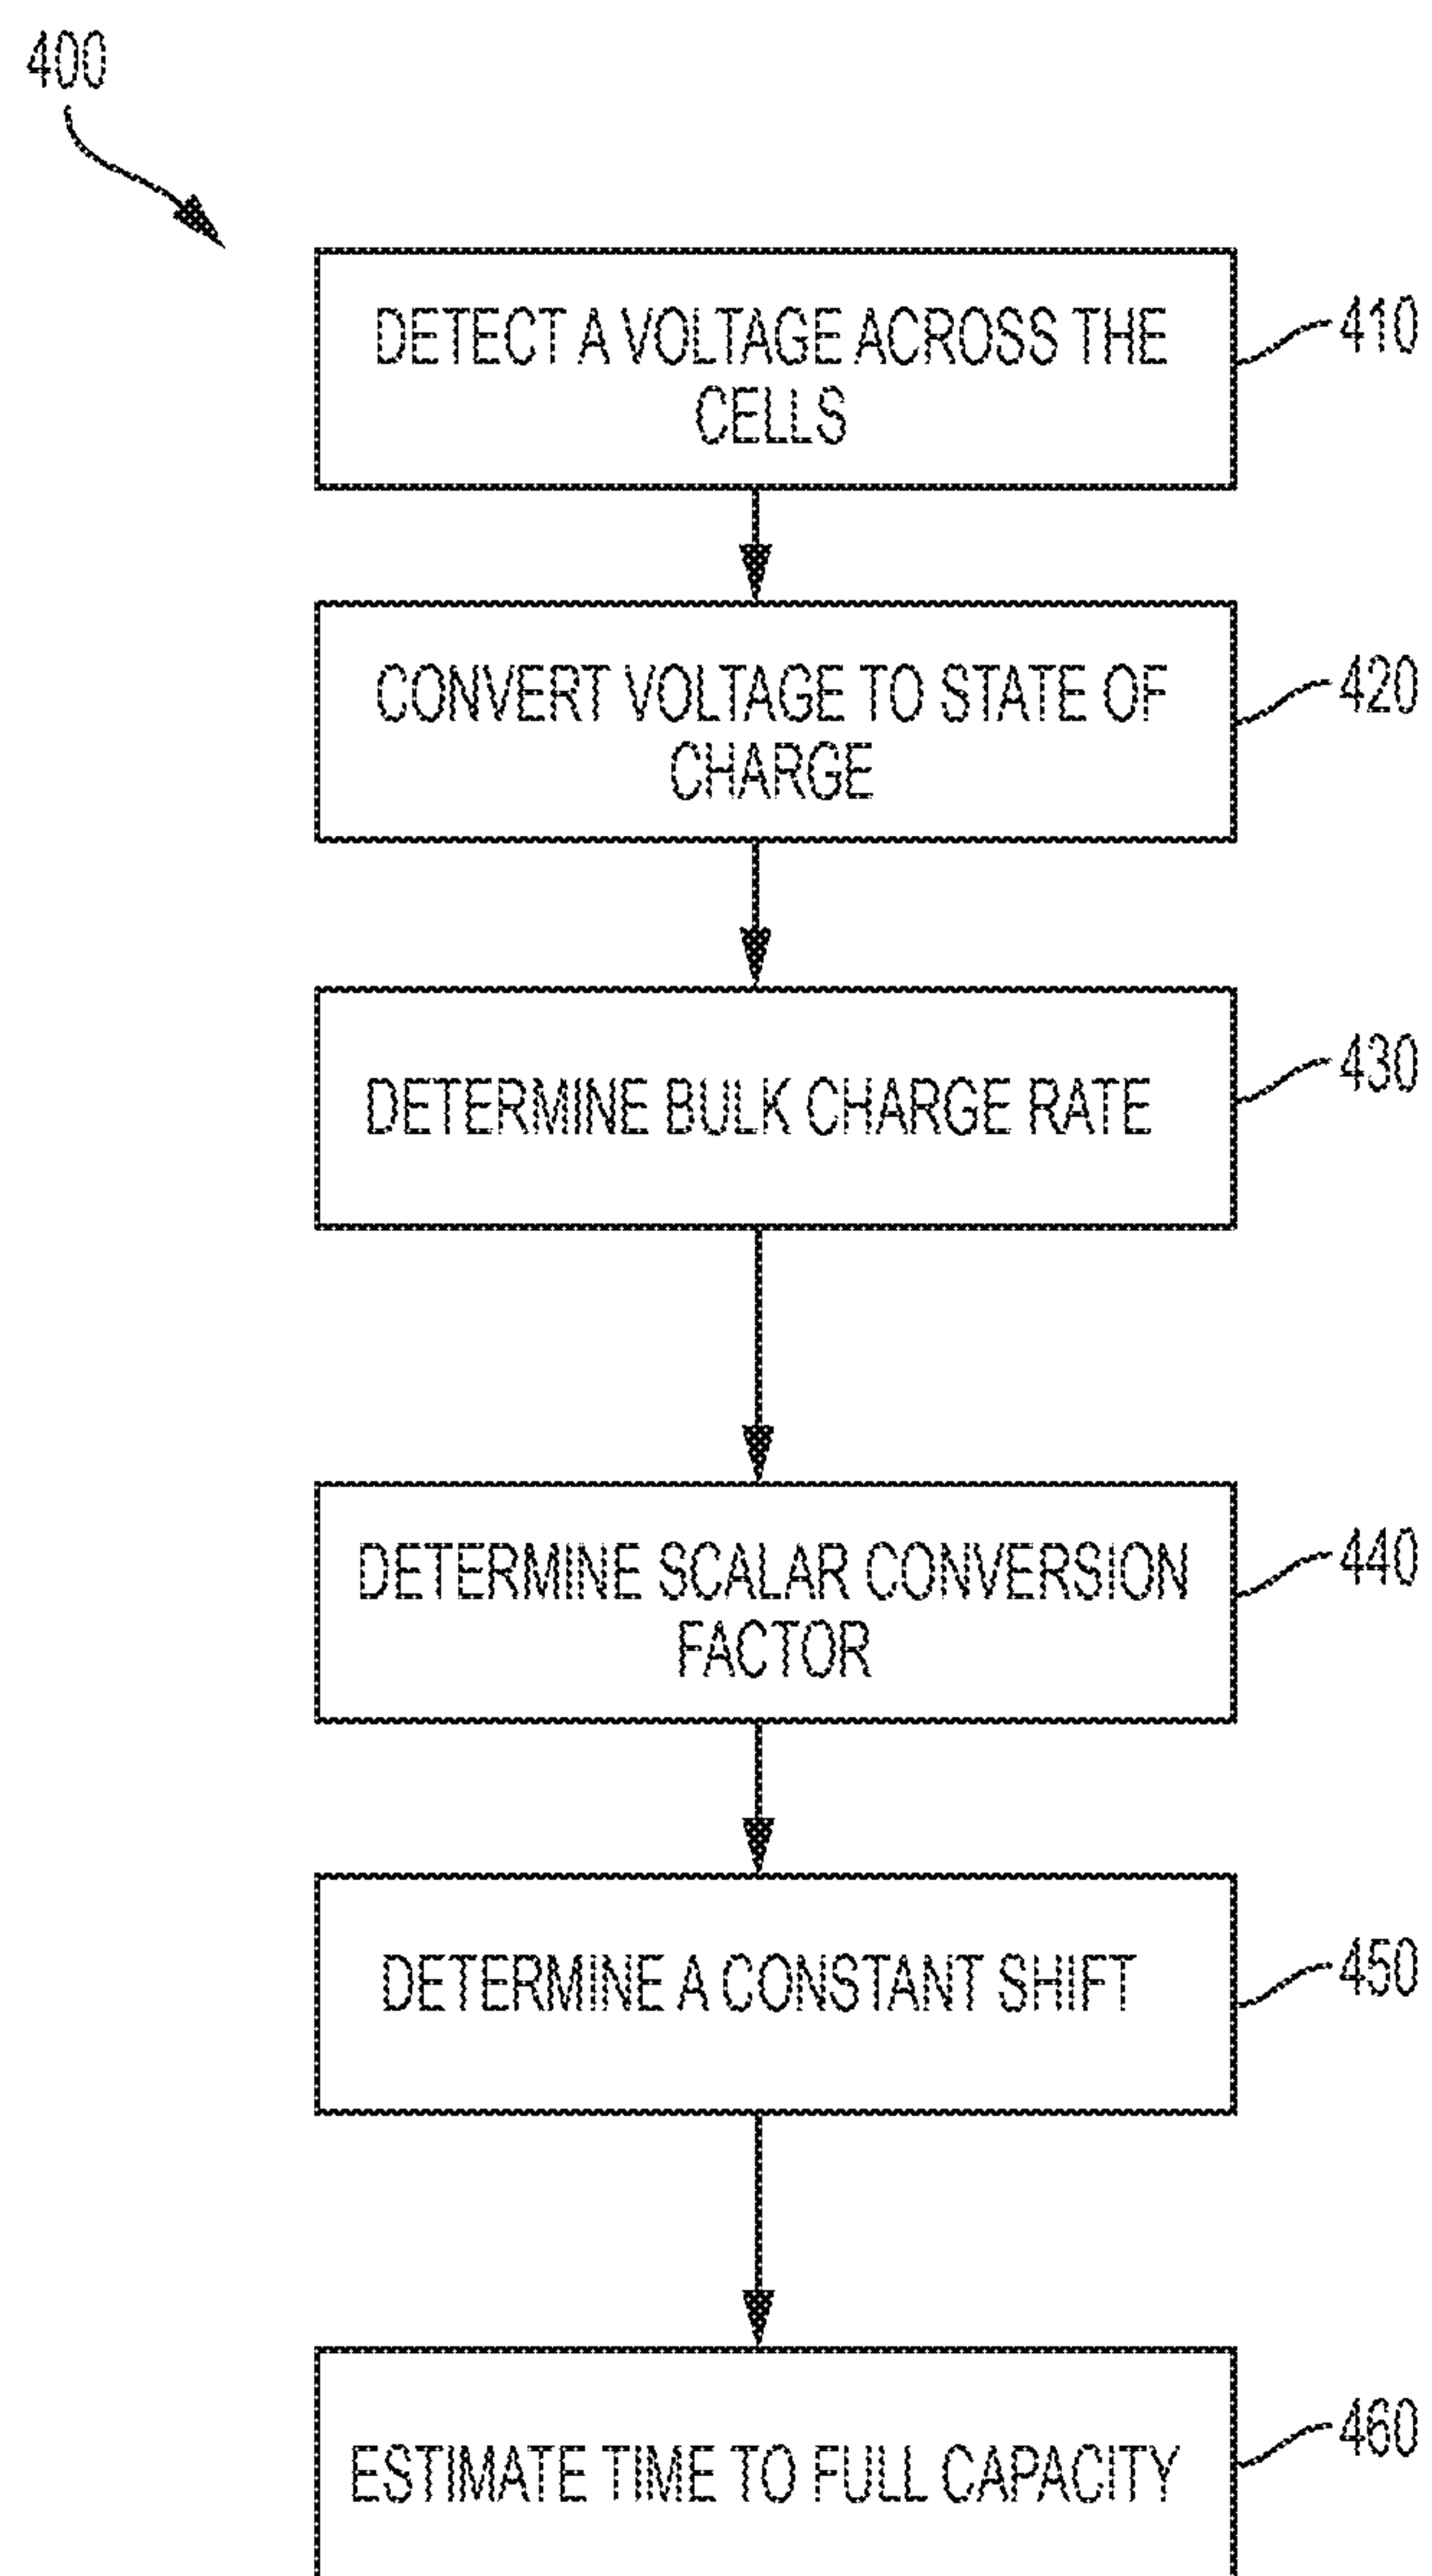 400
DETECT A VOLTAGE ACROSS THE
CELLS
410
CONVERT VOLTAGE TO STATE OF
CHARGE
420
DETERMINE BULK CHARGE RATE
430
DETERMINE SCALAR CONVERSION
FACTOR
440
DETERMINE A CONSTANT SHIFT
450
ESTIMATE TIME TO FULL CAPACITY
460